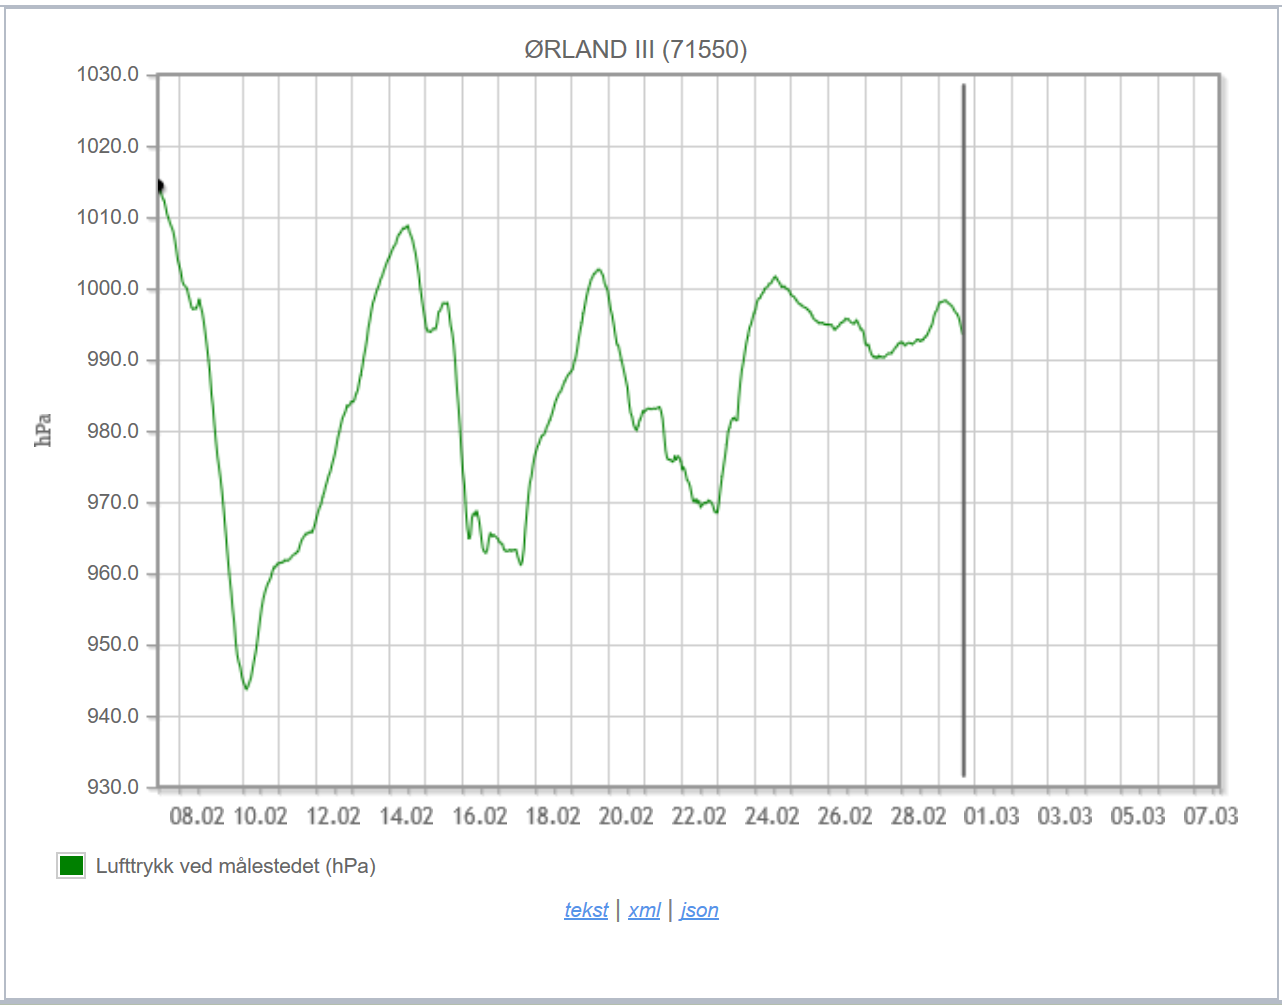 ØRLAND III (71550)
1030.0
1020.0
1010.0
1000.0
990.0
980.0
970.0
960.0
950.0
940.0
930.0
hPa
08.02 10.02 12.02 14.02 16.02 18.02 20.02 22.02 24.02 26.02 28.02 01.03 03.03 05.03 07.03
Lufttrykk ved målestedet (hPa)
tekst | xml | json